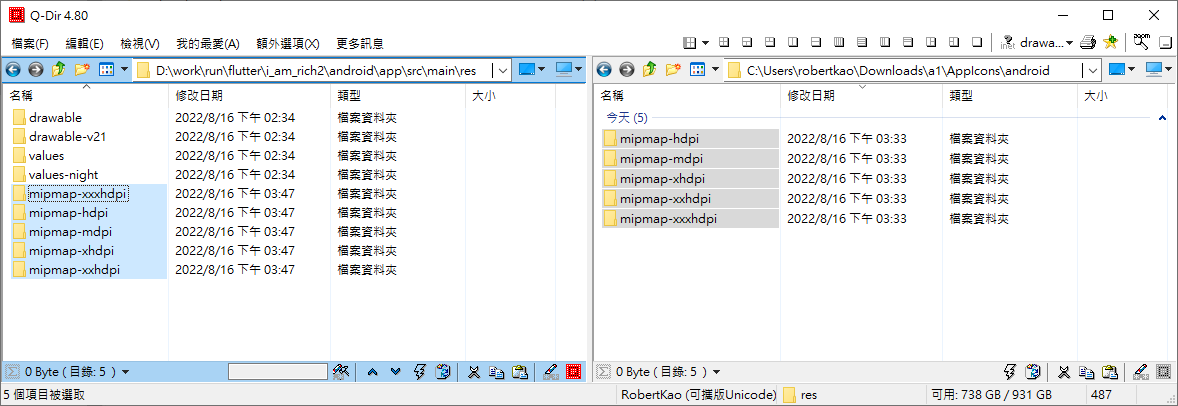 Q-Dir 4.80
檔案(F) 編輯(E) 檢視(V) 我的最愛(A) 額外選項(X) 更多訊息
inet drawa...
D:\work\run\flutter\i_am_rich2\android\app\src\main\res
名稱 修改日期 類型 大小
drawable 2022/8/16 下午 02:34 檔案資料夾
drawable-v21 2022/8/16 下午 02:34 檔案資料夾
values 2022/8/16 下午 02:34 檔案資料夾
values-night 2022/8/16 下午 02:34 檔案資料夾
mipmap-xxxhdpi 2022/8/16 下午 03:47 檔案資料夾
mipmap-hdpi 2022/8/16 下午 03:47 檔案資料夾
mipmap-mdpi 2022/8/16 下午 03:47 檔案資料夾
mipmap-xhdpi 2022/8/16 下午 03:47 檔案資料夾
mipmap-xxhdpi 2022/8/16 下午 03:47 檔案資料夾
0 Byte ( 目錄: 5 )
C:\Users\robertkao\Downloads\a1\AppIcons\android
名稱 修改日期 類型 大小
今天 (5)
mipmap-hdpi 2022/8/16 下午 03:33 檔案資料夾
mipmap-mdpi 2022/8/16 下午 03:33 檔案資料夾
mipmap-xhdpi 2022/8/16 下午 03:33 檔案資料夾
mipmap-xxhdpi 2022/8/16 下午 03:33 檔案資料夾
mipmap-xxxhdpi 2022/8/16 下午 03:33 檔案資料夾
0 Byte ( 目錄: 5 )
5 個項目被選取 RobertKao (可攜版Unicode) res 可用: 738 GB / 931 GB 487